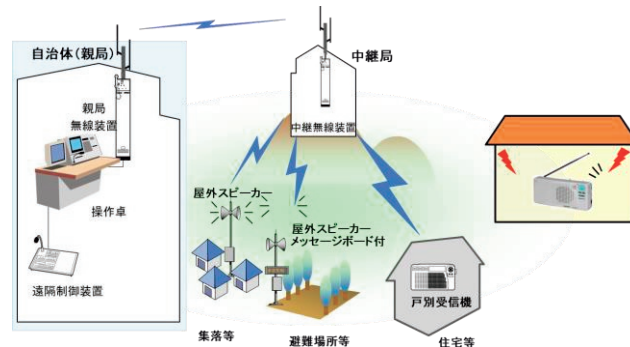 自治体(親局)
親局
無線装置
操作卓
遠隔制御装置
中継局
中継無線装置
屋外スピーカー
屋外スピーカー
メッセージボード付
戸別受信機
集落等
避難場所等
住宅等